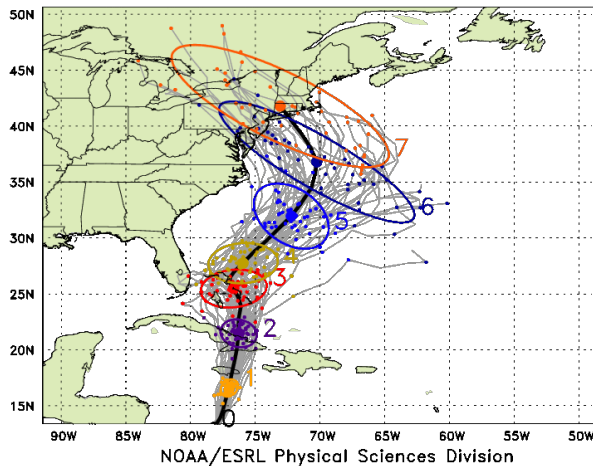 50N
45N
40N
35N
30N
25N
20N
15N
7
6
5
4
3
2
1
0
90W 85W 80W 75W 70W 65W 60W 55W 50W
NOAA/ESRL Physical Sciences Division